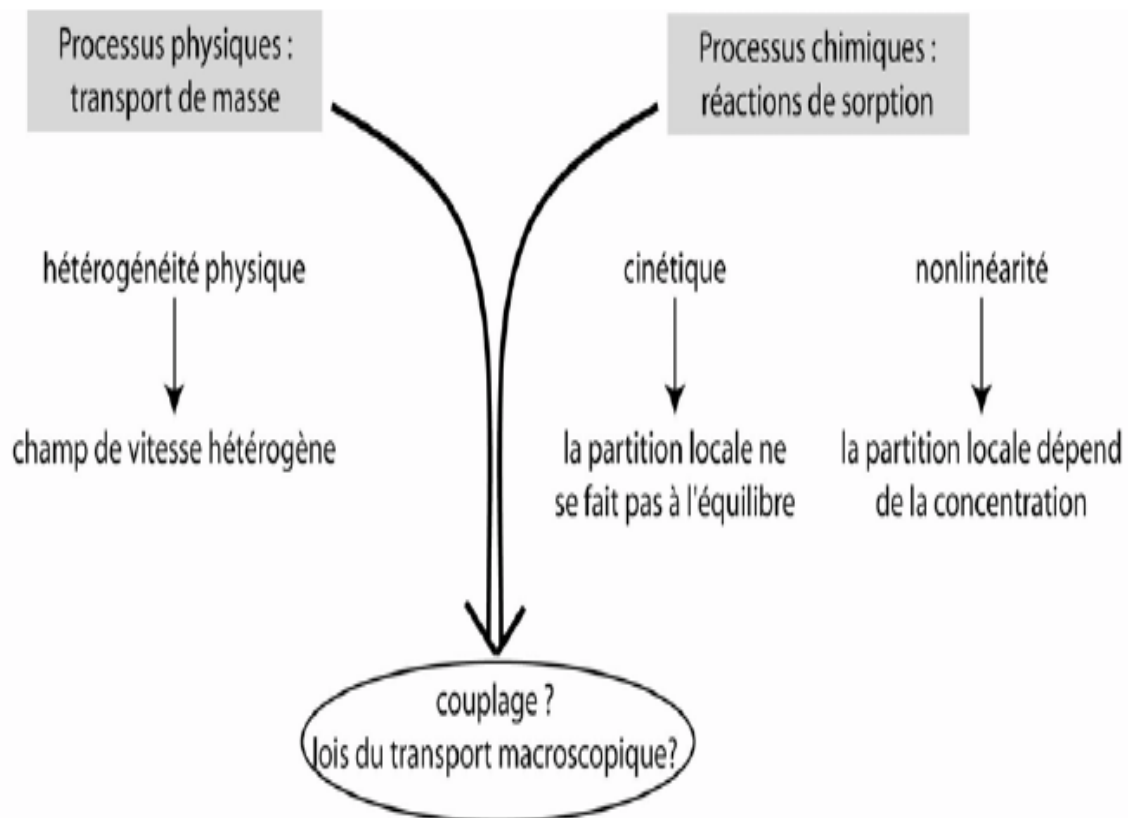 Processus physiques :
transport de masse
Processus chimiques :
réactions de sorption
hétérogénéité physique
champ de vitesse hétérogène
cinétique
la partition locale ne
se fait pas à l'équilibre
nonlinéarité
la partition locale dépend
de la concentration
couplage ?
lois du transport macroscopique?